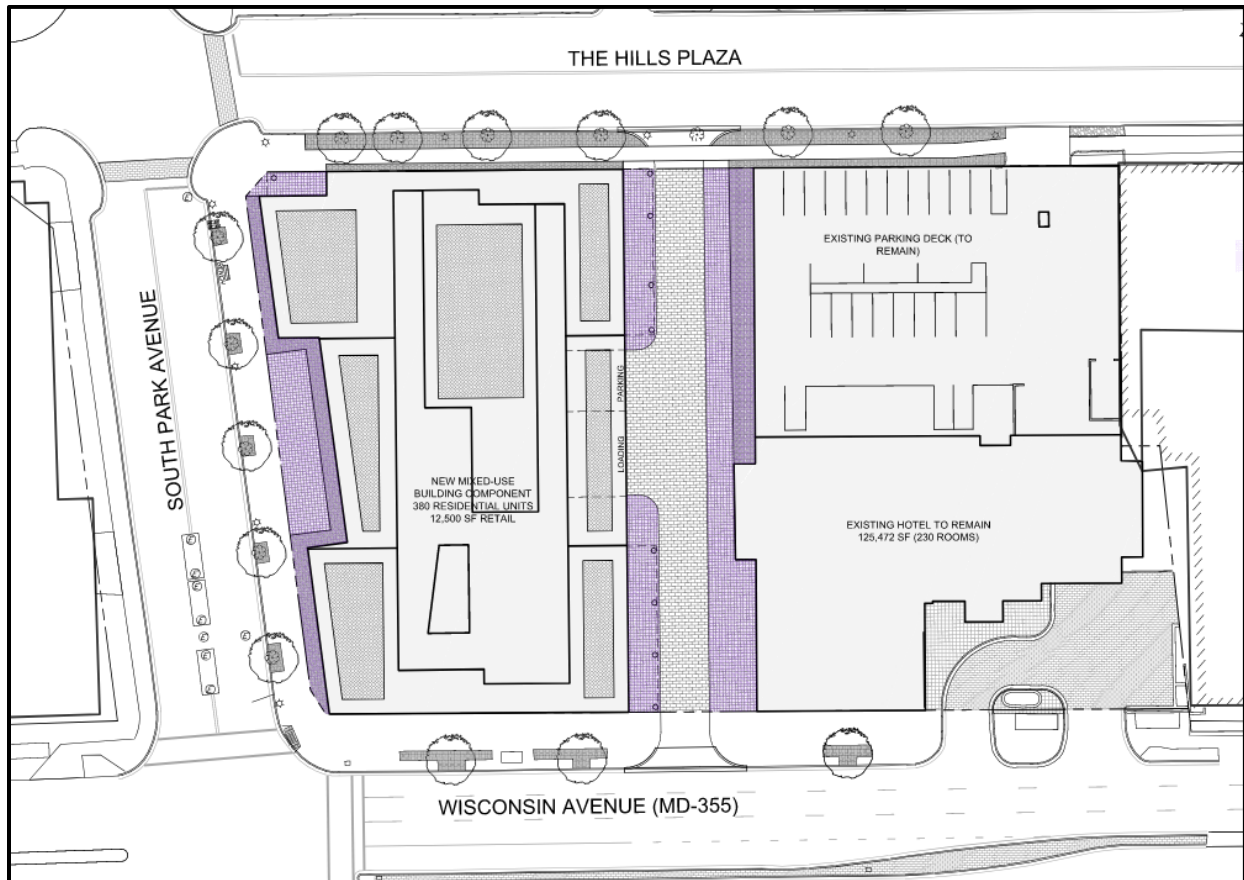 THE HILLS PLAZA
EXISTING PARKING DECK (TO
REMAIN)
SOUTH PARK AVENUE
PARKING
LOADING
NEW MIXED-USE
BUILDING COMPONENT
380 RESIDENTIAL UNITS
12,500 SF RETAIL
EXISTING HOTEL TO REMAIN
125,472 SF (230 ROOMS)
WISCONSIN AVENUE (MD-355)